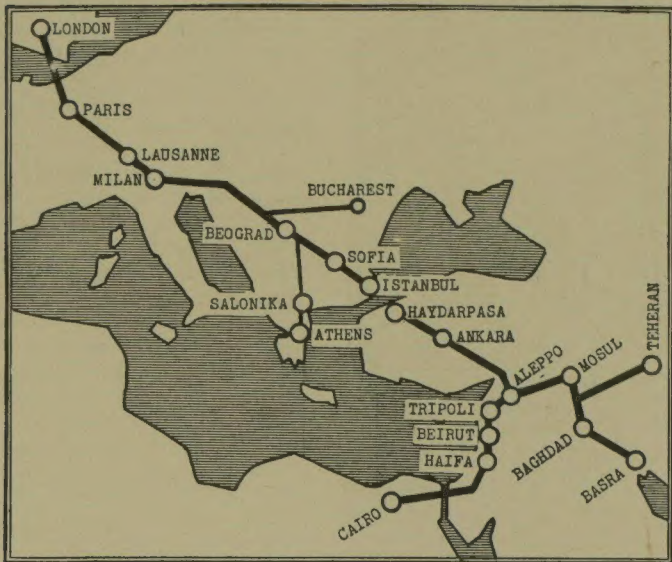 LONDON
PARIS
LAUSANNE
MILAN
BUCHAREST
BEOGRAD
SOFIA
ISTANBUL
SALONIKA
HAYDARPASA
ATHENS
ANKARA
TEHERAN
ALEPPO
MOSUL
TRIPOLI
BEIRUT
HAIFA
BAGHDAD
BASRA
CAIRO